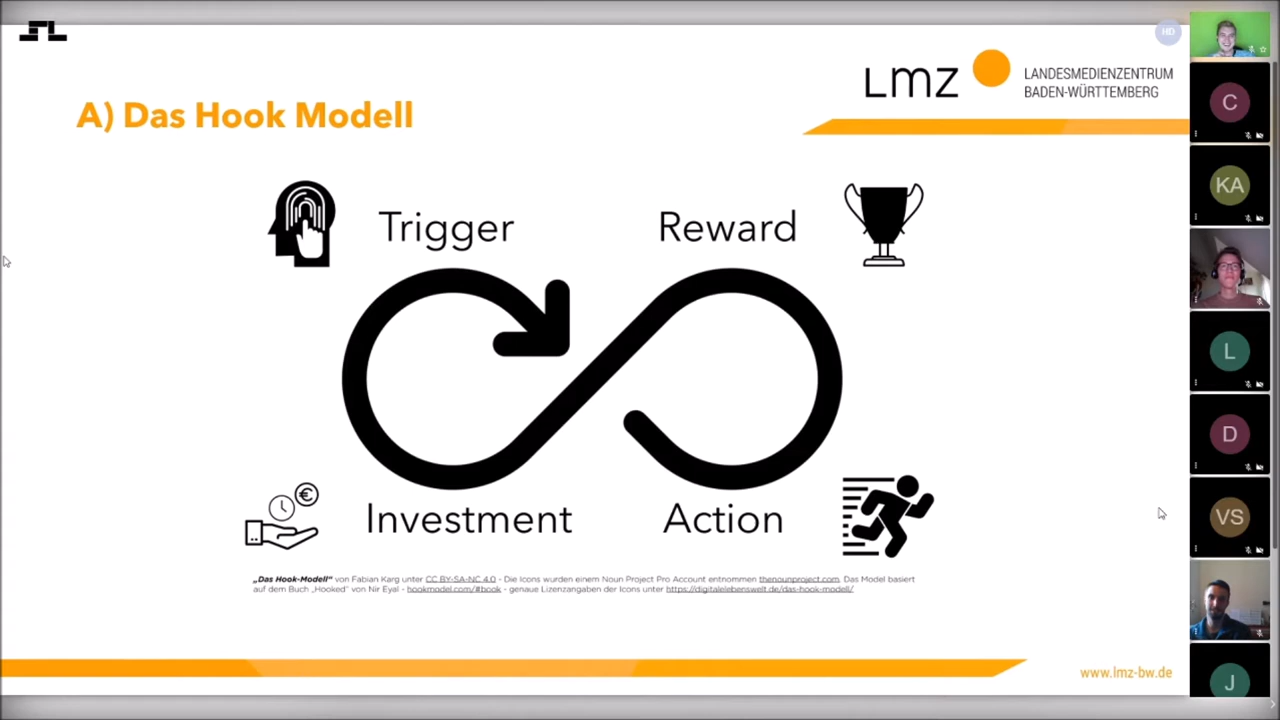 HD
A) Das Hook Modell
LMZ
LANDESMEDIENZENTRUM
BADEN-WÜRTTEMBERG
Trigger
Reward
Investment
Action
„Das Hook-Modell“ von Fabian Karg unter CC BY-SA-NC 4.0 - Die Icons wurden einem Noun Project Pro Account entnommen thenounproject.com. Das Model basiert
auf dem Buch „Hooked“ von Nir Eyal - hookmodel.com/#book - genaue Lizenzangaben der Icons unter https://digitalelebenswelt.de/das-hook-modell/
www.lmz-bw.de
C
KA
L
D
VS
J